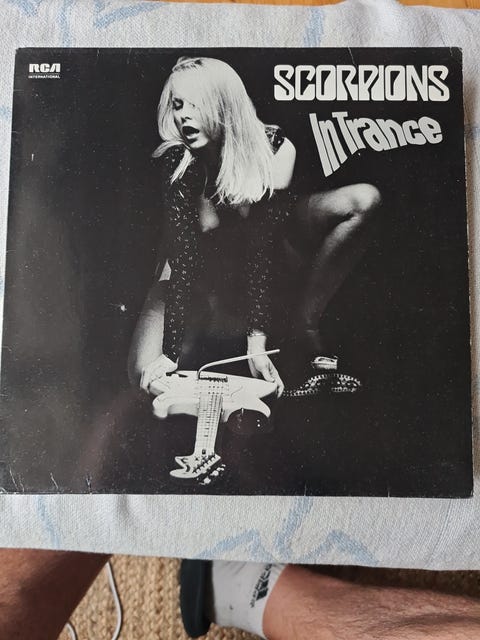 RCA
INTERNATIONAL
SCORPIONS
In Trance